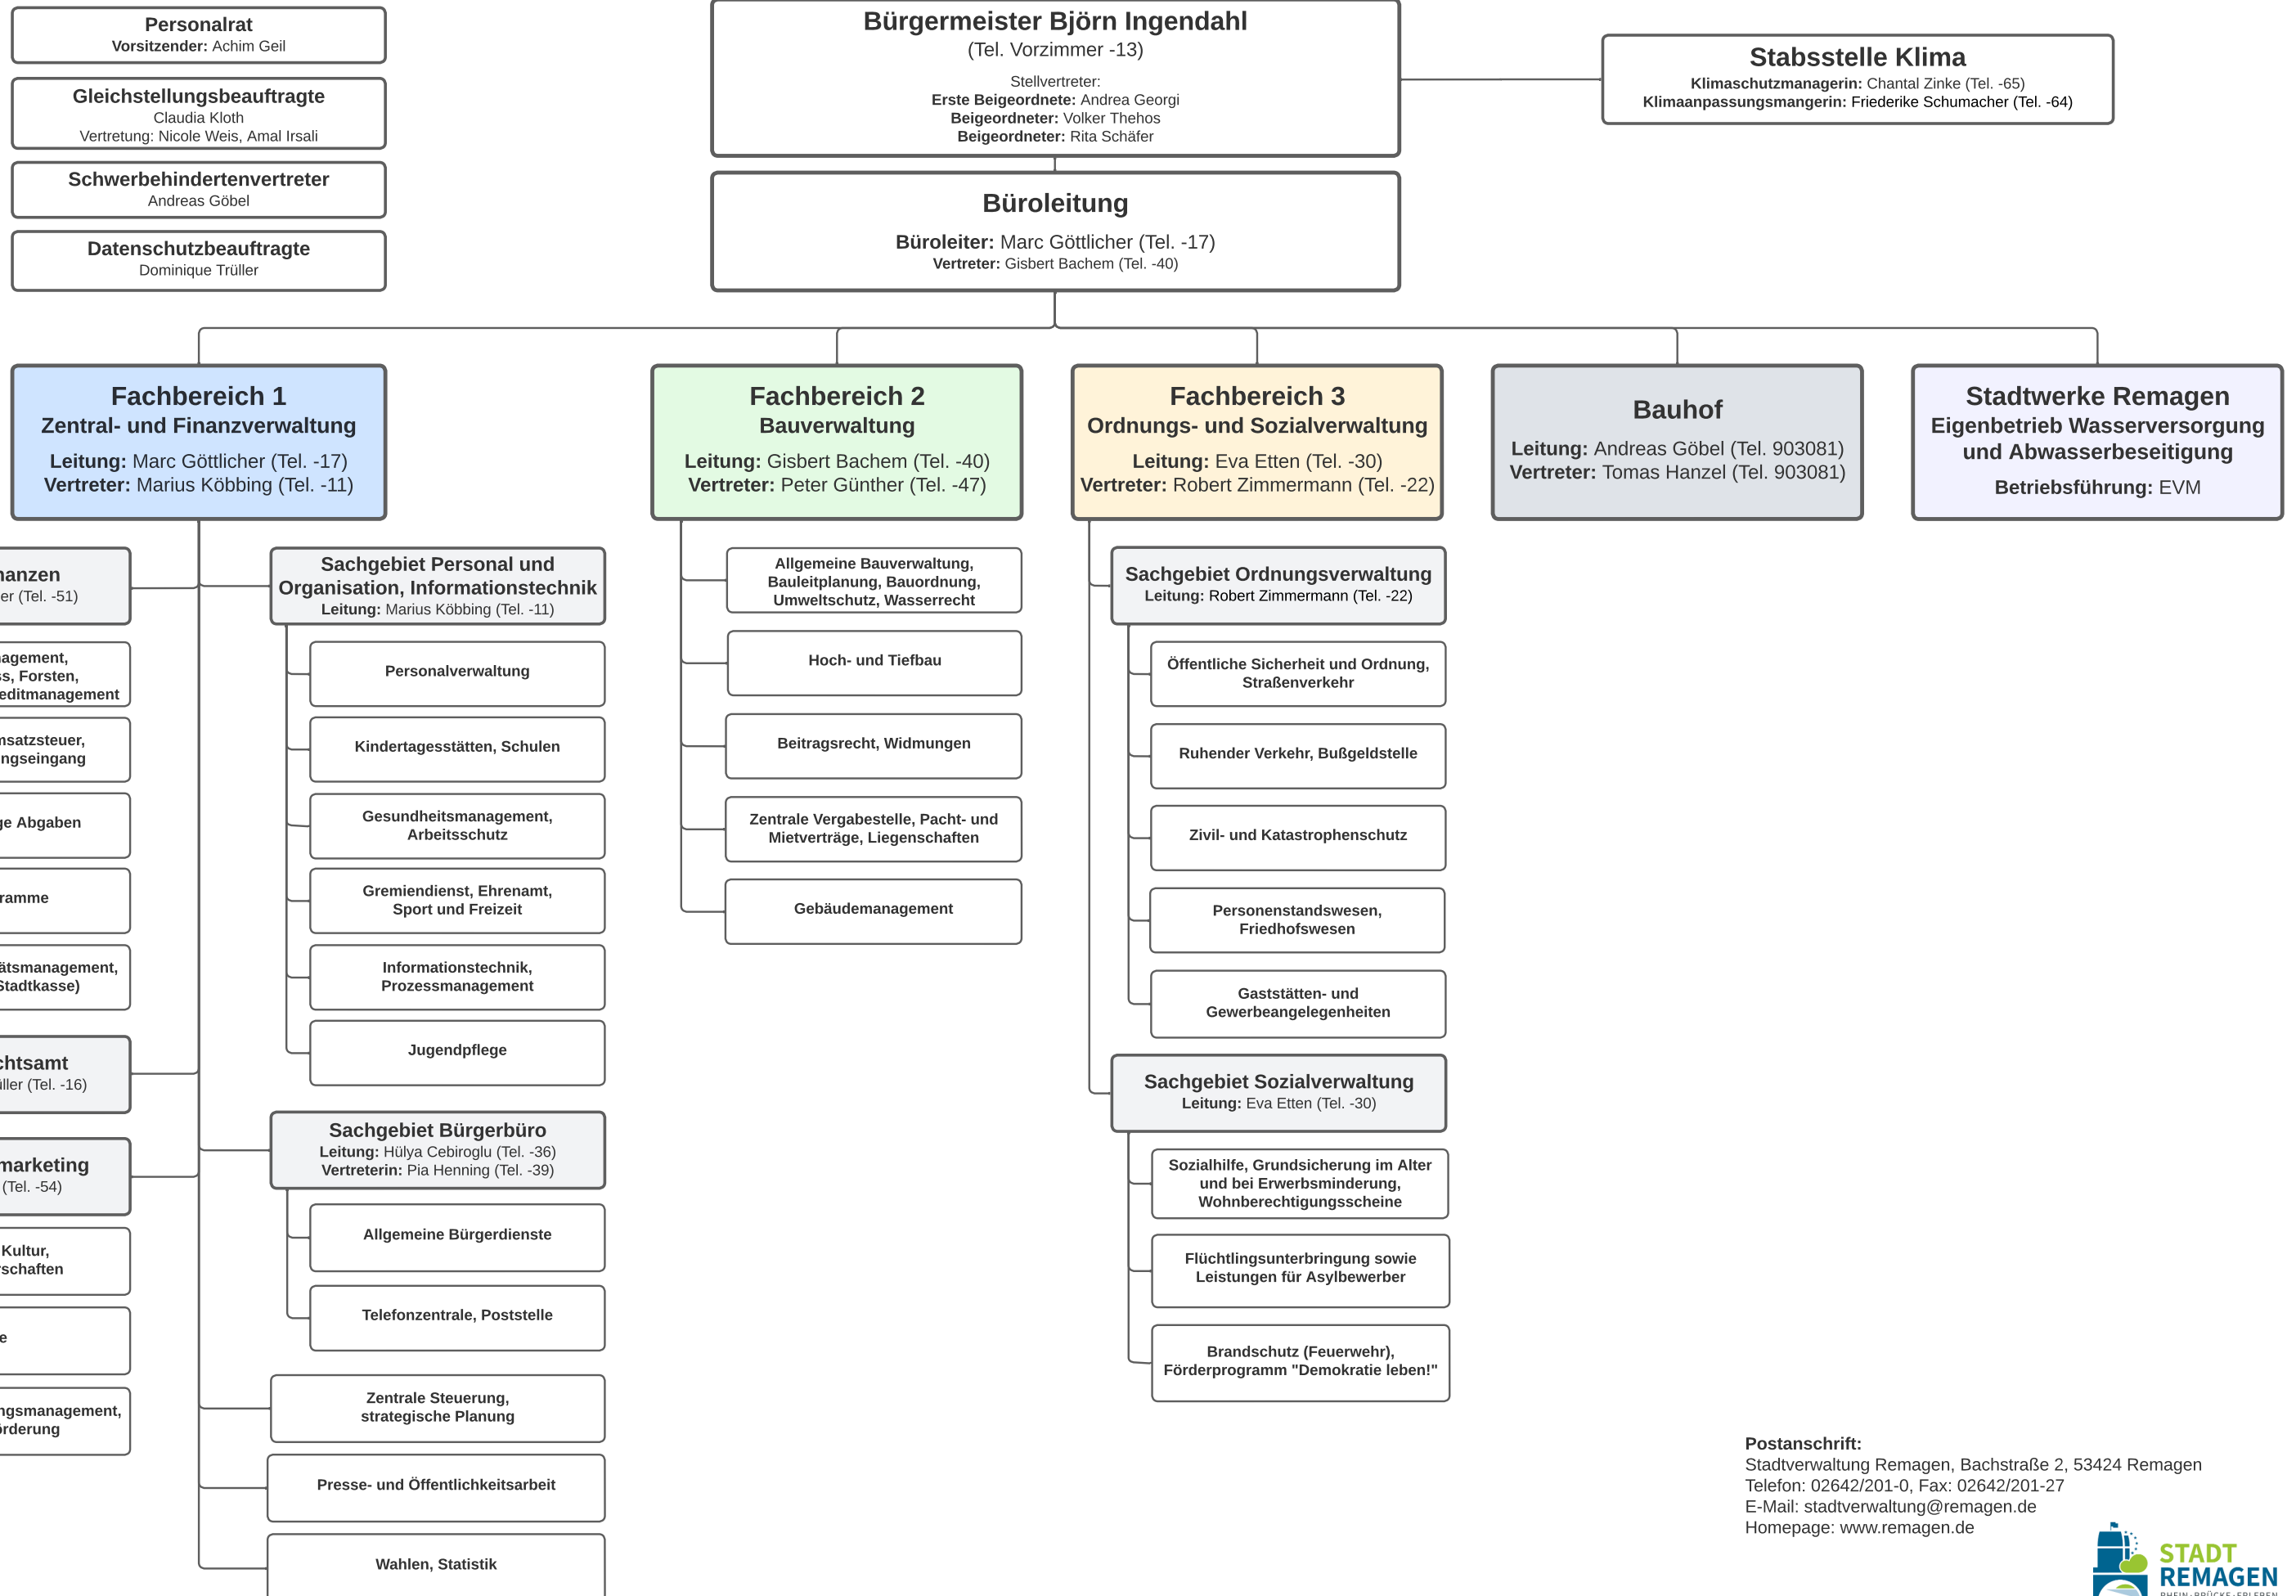 Personalrat
Vorsitzender: Achim Geil
Gleichstellungsbeauftragte
Claudia Kloth
Vertretung: Nicole Weis, Amal Irsali
Schwerbehindertenvertreter
Andreas Göbel
Datenschutzbeauftragte
Dominique Trüller
Bürgermeister Björn Ingendahl
(Tel. Vorzimmer -13)
Stellvertreter:
Erste Beigeordnete: Andrea Georgi
Beigeordneter: Volker Thehos
Beigeordneter: Rita Schäfer
Stabsstelle Klima
Klimaschutzmanagerin: Chantal Zinke (Tel. -65)
Klimaanpassungsmangerin: Friederike Schumacher (Tel. -64)
Büroleitung
Büroleiter: Marc Göttlicher (Tel. -17)
Vertreter: Gisbert Bachem (Tel. -40)
Fachbereich 1
Zentral- und Finanzverwaltung
Leitung: Marc Göttlicher (Tel. -17)
Vertreter: Marius Köbbing (Tel. -11)
Fachbereich 2
Bauverwaltung
Leitung: Gisbert Bachem (Tel. -40)
Vertreter: Peter Günther (Tel. -47)
Fachbereich 3
Ordnungs- und Sozialverwaltung
Leitung: Eva Etten (Tel. -30)
Vertreter: Robert Zimmermann (Tel. -22)
Bauhof
Leitung: Andreas Göbel (Tel. 903081)
Vertreter: Tomas Hanzel (Tel. 903081)
Stadtwerke Remagen
Eigenbetrieb Wasserversorgung
und Abwasserbeseitigung
Betriebsführung: EVM
nanzen
er (Tel. -51)
agement,
ss, Forsten,
editmanagement
msatzsteuer,
ngseingang
ge Abgaben
ramme
ätsmanagement,
Stadtkasse)
chtsamt
üller (Tel. -16)
marketing
(Tel. -54)
Kultur,
rschaften
e
ngsmanagement,
örderung
Sachgebiet Personal und
Organisation, Informationstechnik
Leitung: Marius Köbbing (Tel. -11)
Personalverwaltung
Kindertagesstätten, Schulen
Gesundheitsmanagement,
Arbeitsschutz
Gremiendienst, Ehrenamt,
Sport und Freizeit
Informationstechnik,
Prozessmanagement
Jugendpflege
Sachgebiet Bürgerbüro
Leitung: Hülya Cebiroglu (Tel. -36)
Vertreterin: Pia Henning (Tel. -39)
Allgemeine Bürgerdienste
Telefonzentrale, Poststelle
Zentrale Steuerung,
strategische Planung
Presse- und Öffentlichkeitsarbeit
Wahlen, Statistik
Allgemeine Bauverwaltung,
Bauleitplanung, Bauordnung,
Umweltschutz, Wasserrecht
Hoch- und Tiefbau
Beitragsrecht, Widmungen
Zentrale Vergabestelle, Pacht- und
Mietverträge, Liegenschaften
Gebäudemanagement
Sachgebiet Ordnungsverwaltung
Leitung: Robert Zimmermann (Tel. -22)
Öffentliche Sicherheit und Ordnung,
Straßenverkehr
Ruhender Verkehr, Bußgeldstelle
Zivil- und Katastrophenschutz
Personenstandswesen,
Friedhofswesen
Gaststätten- und
Gewerbeangelegenheiten
Sachgebiet Sozialverwaltung
Leitung: Eva Etten (Tel. -30)
Sozialhilfe, Grundsicherung im Alter
und bei Erwerbsminderung,
Wohnberechtigungsscheine
Flüchtlingsunterbringung sowie
Leistungen für Asylbewerber
Brandschutz (Feuerwehr),
Förderprogramm "Demokratie leben!"
Postanschrift:
Stadtverwaltung Remagen, Bachstraße 2, 53424 Remagen
Telefon: 02642/201-0, Fax: 02642/201-27
E-Mail: stadtverwaltung@remagen.de
Homepage: www.remagen.de
STADT
REMAGEN
RHEIN·BRÜCKE·ERLEBEN